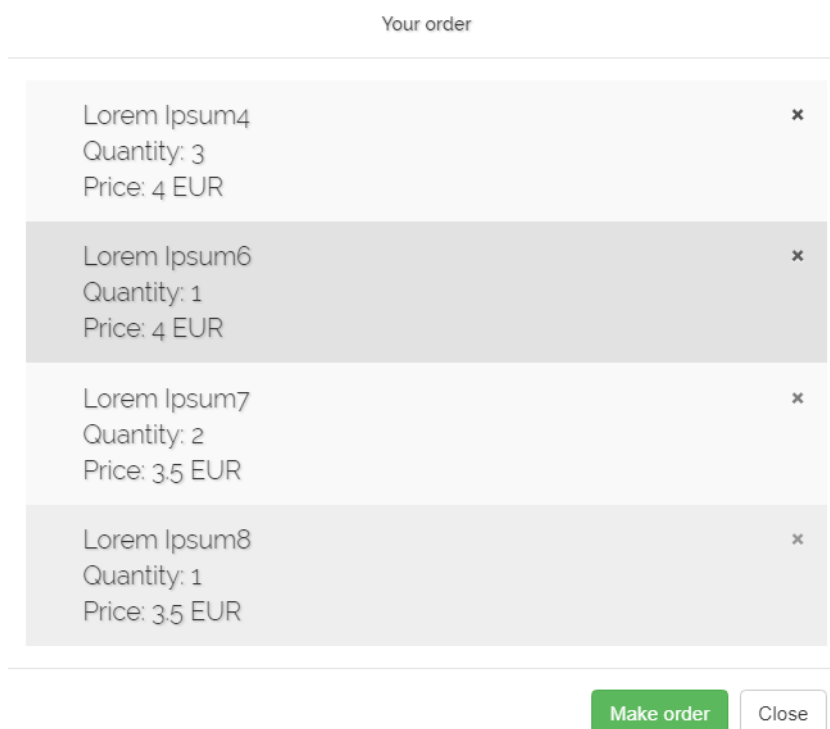 Your order
Lorem Ipsum4
Quantity: 3
Price: 4 EUR
Lorem Ipsum6
Quantity: 1
Price: 4 EUR
Lorem Ipsum7
Quantity: 2
Price: 3.5 EUR
Lorem Ipsum8
Quantity: 1
Price: 3.5 EUR
Make order Close